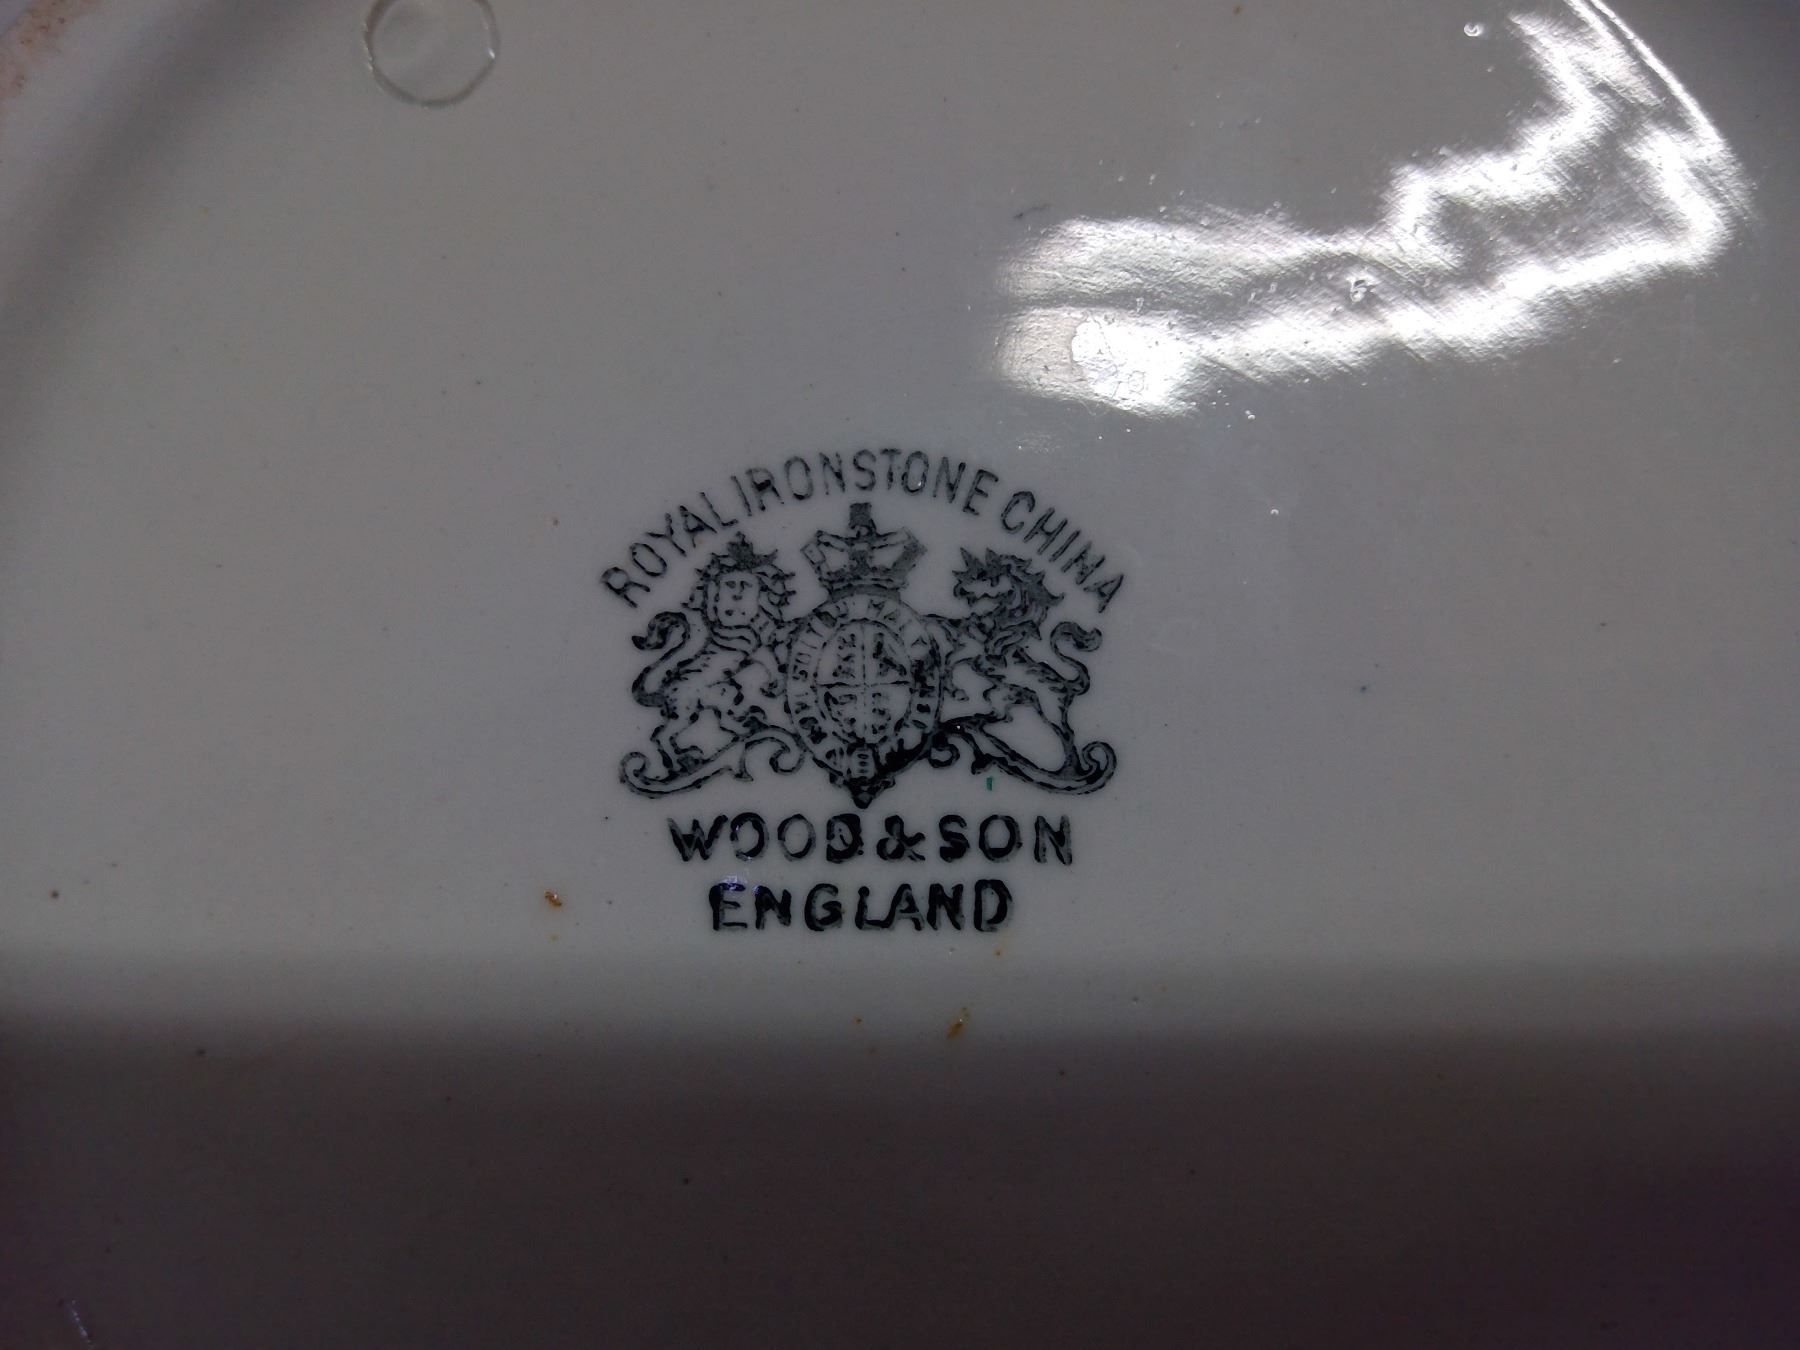 ROYAL IRONSTONE CHINA
WOOD & SON
ENGLAND